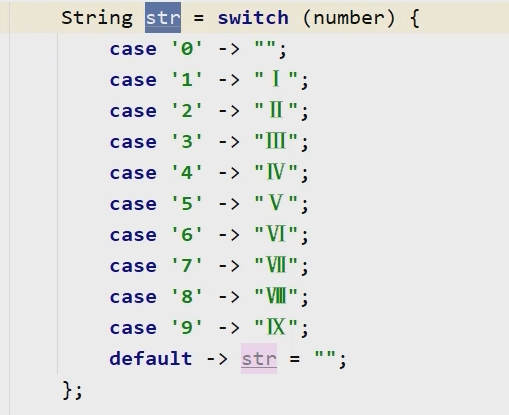 String str = switch (number) {
case '0' -> "";
case '1' -> "Ⅰ";
case '2' -> "Ⅱ";
case '3' -> "Ⅲ";
case '4' -> "Ⅳ";
case '5' -> "Ⅴ";
case '6' -> "Ⅵ";
case '7' -> "Ⅶ";
case '8' -> "Ⅷ";
case '9' -> "Ⅸ";
default -> str = "";
};